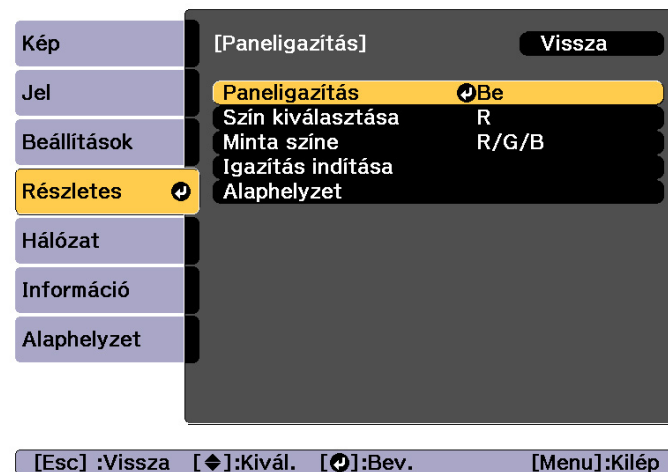 Kép
Jel
Beállítások
Részletes
Hálózat
Információ
Alaphelyzet
[Paneligazítás] Vissza
Paneligazítás Be
Szín kiválasztása R
Minta színe R/G/B
Igazítás indítása
Alaphelyzet
[Esc] :Vissza [◆]:Kivál. [↵]:Bev. [Menu]:Kilép